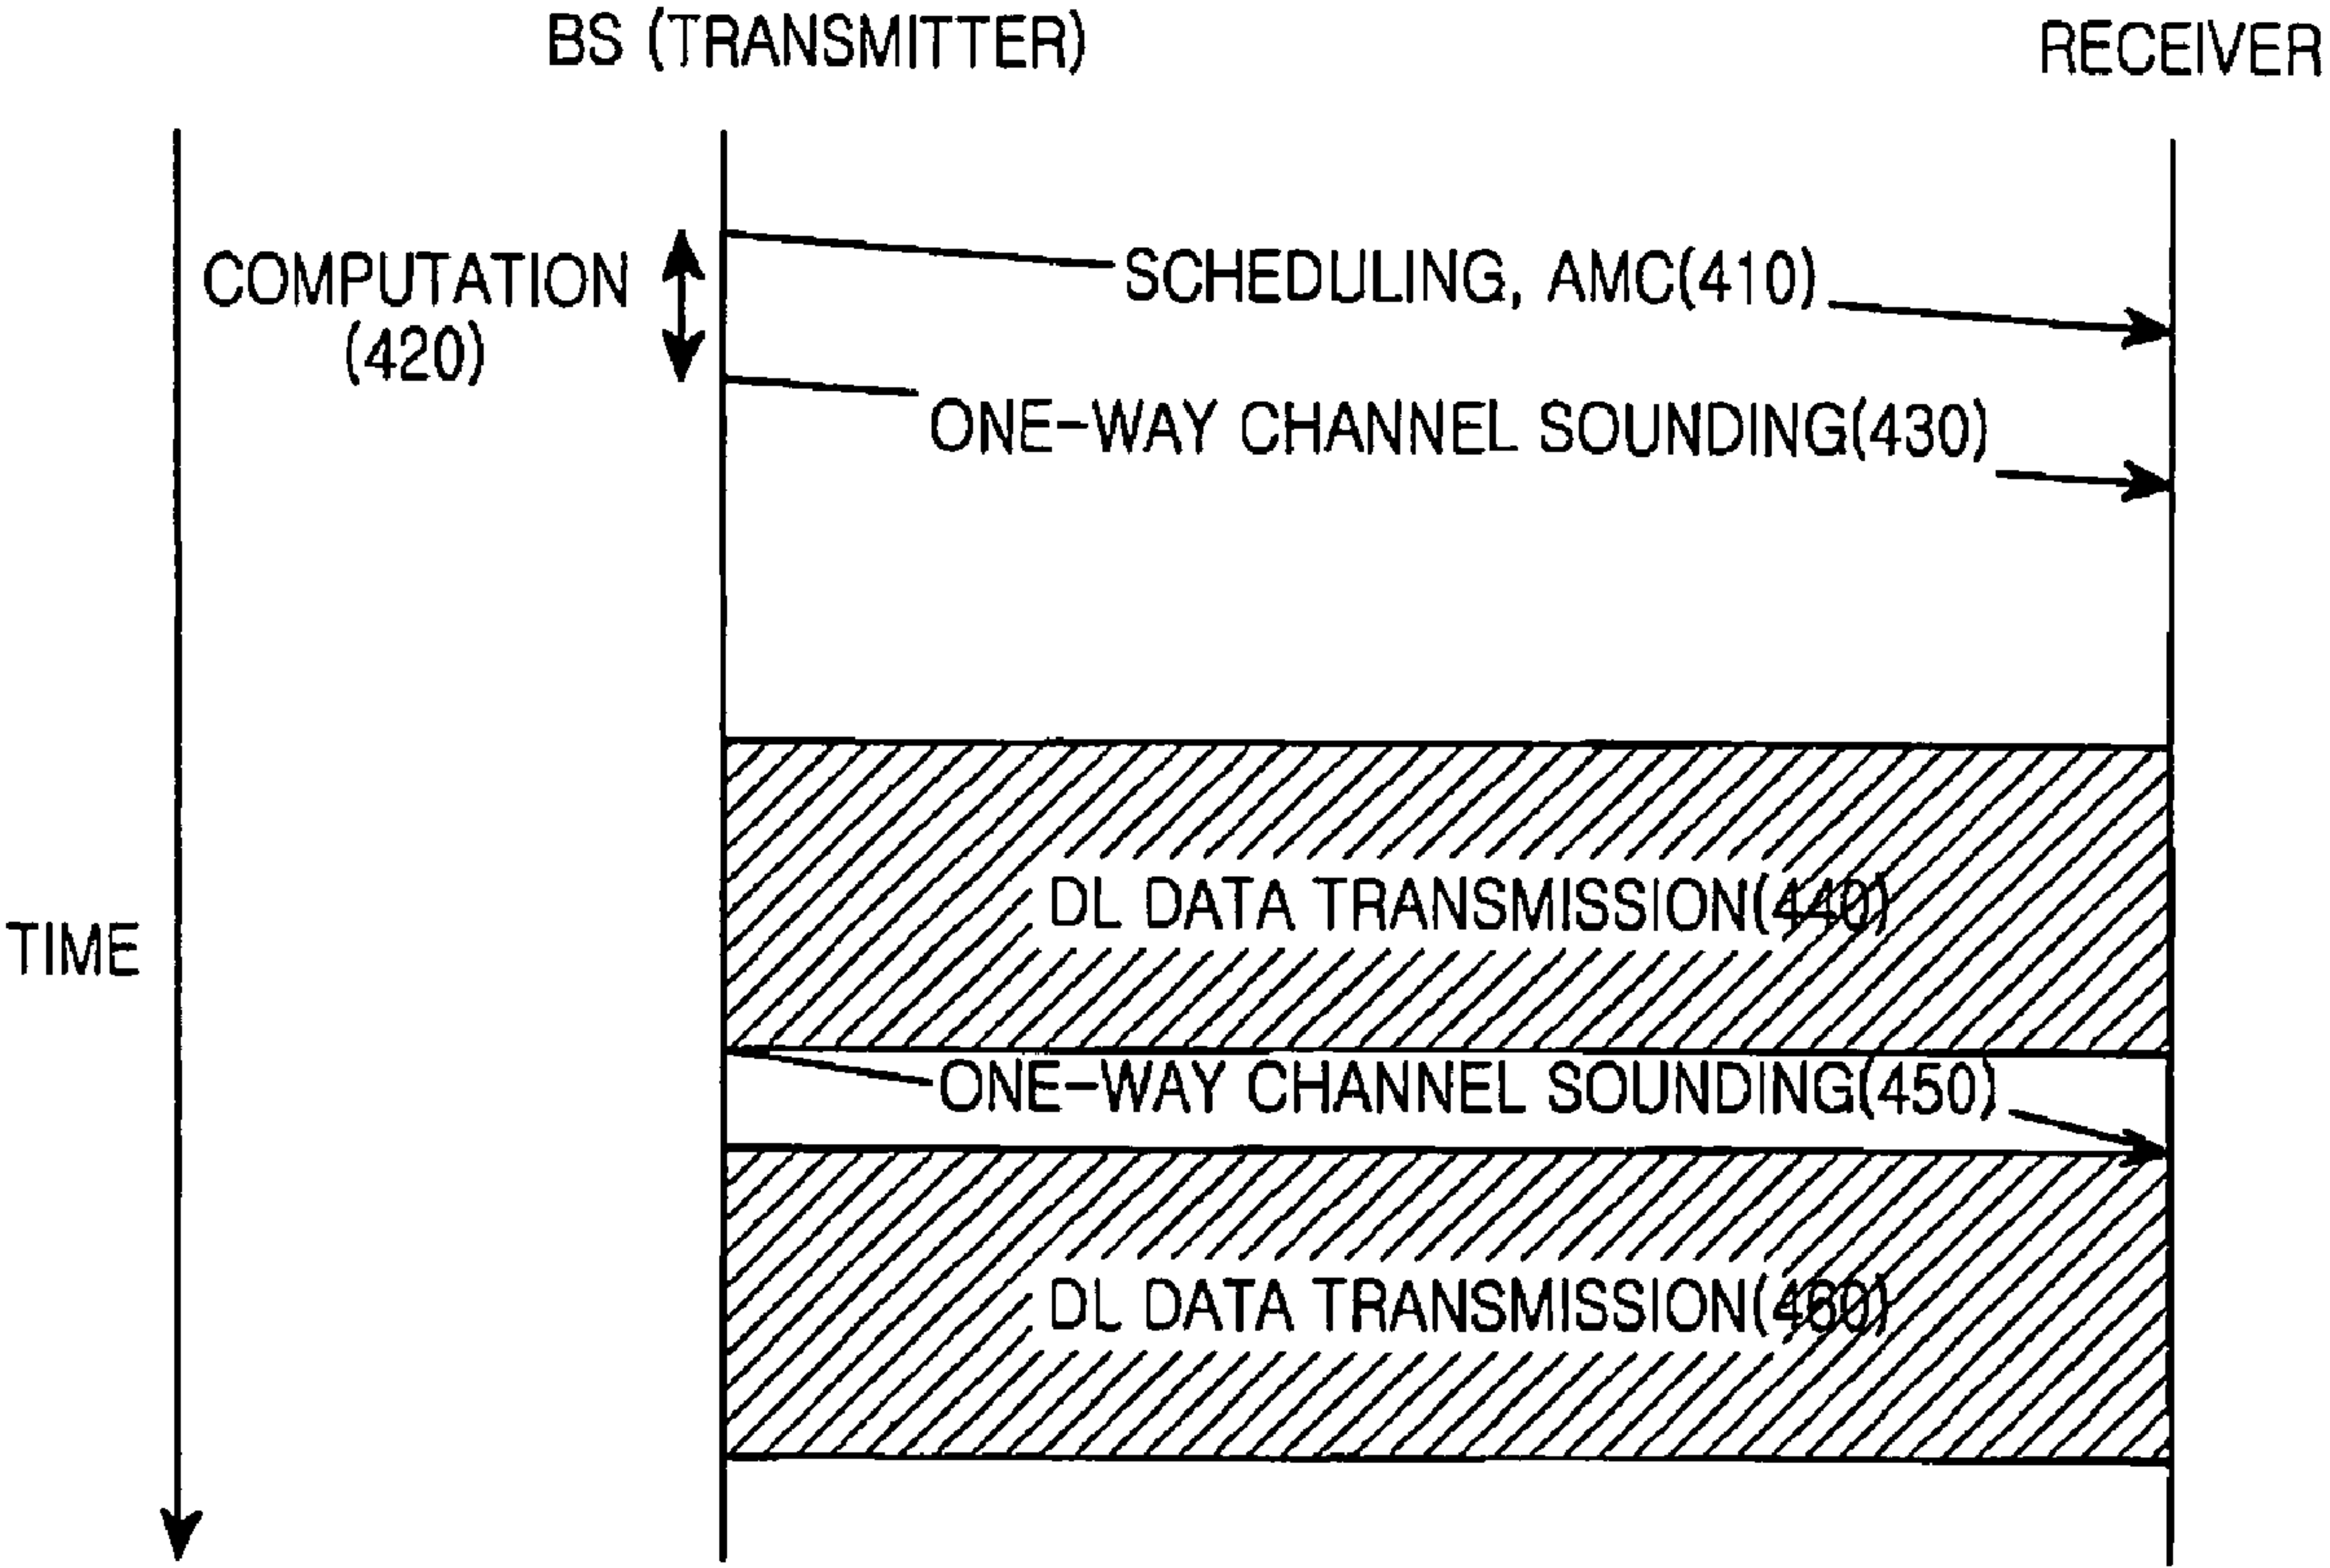 BS (TRANSMITTER)
RECEIVER
COMPUTATION
(420)
SCHEDULING, AMC(410)
ONE-WAY CHANNEL SOUNDING(430)
DL DATA TRANSMISSION(440)
TIME
ONE-WAY CHANNEL SOUNDING(450)
DL DATA TRANSMISSION(460)